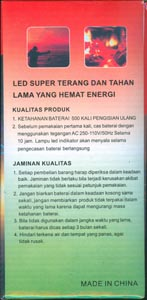 LED SUPER TERANG DAN TAHAN
LAMA YANG HEMAT ENERGI
KUALITAS PRODUK
1. KETAHANAN BATERAI 500 KALI PENGISIAN ULANG
2. Sebelum pemakaian pertama kali, cas baterai dengan
menggunakan tegangan AC 250-110V/50Hz Selama
10 jam. Lampu led indikator akan menyala selama
pengecasan baterai berlangsung
JAMINAN KUALITAS
1. Setiap pembelian barang harap diperiksa dalam keadaan
baik. Jaminan tidak berlaku bila terjadi kerusakan akibat
pemakaian yang tidak sesuai petunjuk pemakaian.
2. Jangan biarkan baterai dalam keadaan kosong sama
sekali, jangan membiarkan produk tidak terpakai dalam
waktu yang lama karena dapat mengurangi masa
ketahanan baterai.
3. Bila tidak digunakan dalam jangka waktu yang lama,
baterai harus dicas setiap 3 bulan sekali.
4. Hindari terkena air dan tempat yang panas, agar
tidak rusak.
MADE IN CHINA